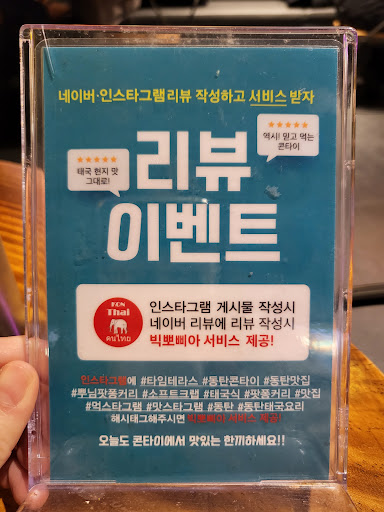 네이버·인스타그램 리뷰 작성하고 서비스 받자
역시! 믿고 먹는
콘타이
태국 현지 맛
그대로!
리뷰
이벤트
KON
Thai
คนไทย
인스타그램 게시물 작성시
네이버 리뷰에 리뷰 작성시
빅뽀삐아 서비스 제공!
인스타그램에 #타임테라스 #동탄콘타이 #동탄맛집
#뿌님팟퐁커리 #소프트크랩 #태국식 #팟퐁커리 #맛집
#먹스타그램 #맛스타그램 #동탄 #동탄태국요리
해시태그해주시면 빅뽀삐아 서비스 제공!
오늘도 콘타이에서 맛있는 한끼하세요!!